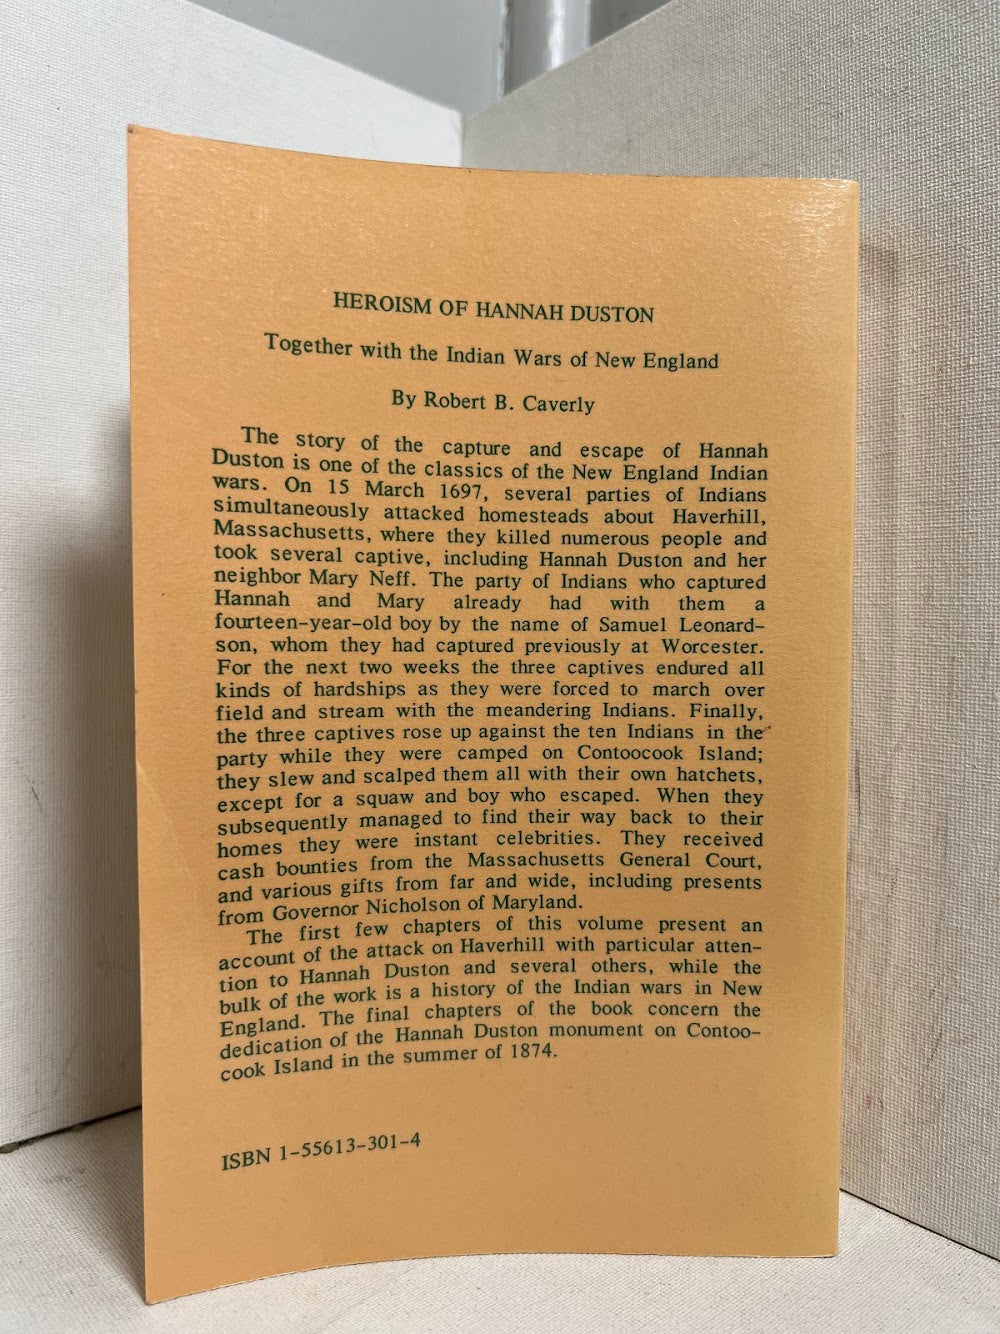 HEROISM OF HANNAH DUSTON
Together with the Indian Wars of New England
By Robert B. Caverly
The story of the capture and escape of Hannah
Duston is one of the classics of the New England Indian
wars. On 15 March 1697, several parties of Indians
simultaneously attacked homesteads about Haverhill,
Massachusetts, where they killed numerous people and
took several captive, including Hannah Duston and her
neighbor Mary Neff. The party of Indians who captured
Hannah and Mary already had with them a
fourteen-year-old boy by the name of Samuel Leonard-
son, whom they had captured previously at Worcester.
For the next two weeks the three captives endured all
kinds of hardships as they were forced to march over
field and stream with the meandering Indians. Finally,
the three captives rose up against the ten Indians in the
party while they were camped on Contoocook Island;
they slew and scalped them all with their own hatchets,
except for a squaw and boy who escaped. When they
subsequently managed to find their way back to their
homes they were instant celebrities. They received
cash bounties from the Massachusetts General Court,
and various gifts from far and wide, including presents
from Governor Nicholson of Maryland.
The first few chapters of this volume present an
account of the attack on Haverhill with particular atten-
tion to Hannah Duston and several others, while the
bulk of the work is a history of the Indian wars in New
England. The final chapters of the book concern the
dedication of the Hannah Duston monument on Contoo-
cook Island in the summer of 1874.
ISBN 1-55613-301-4